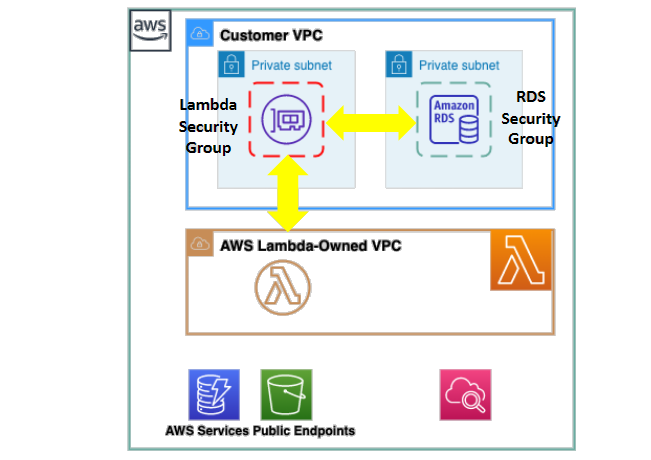 aws
Customer VPC
Private subnet
Private subnet
Lambda
Security
Group
Amazon
RDS
RDS
Security
Group
AWS Lambda-Owned VPC
AWS Services Public Endpoints